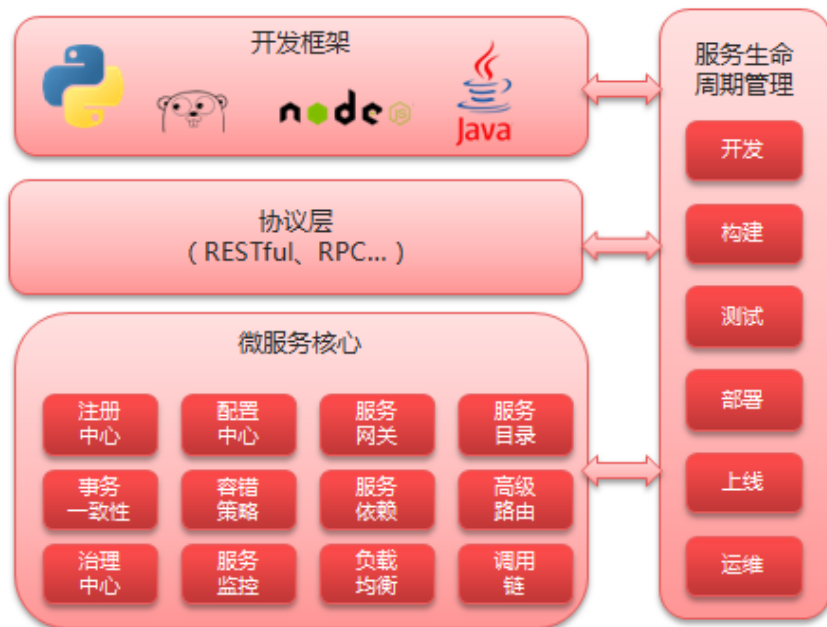 开发框架
node
JS
Java
协议层
（RESTful、RPC...）
微服务核心
注册
中心
配置
中心
服务
网关
服务
目录
事务
一致性
容错
策略
服务
依赖
高级
路由
治理
中心
服务
监控
负载
均衡
调用
链
服务生命
周期管理
开发
构建
测试
部署
上线
运维